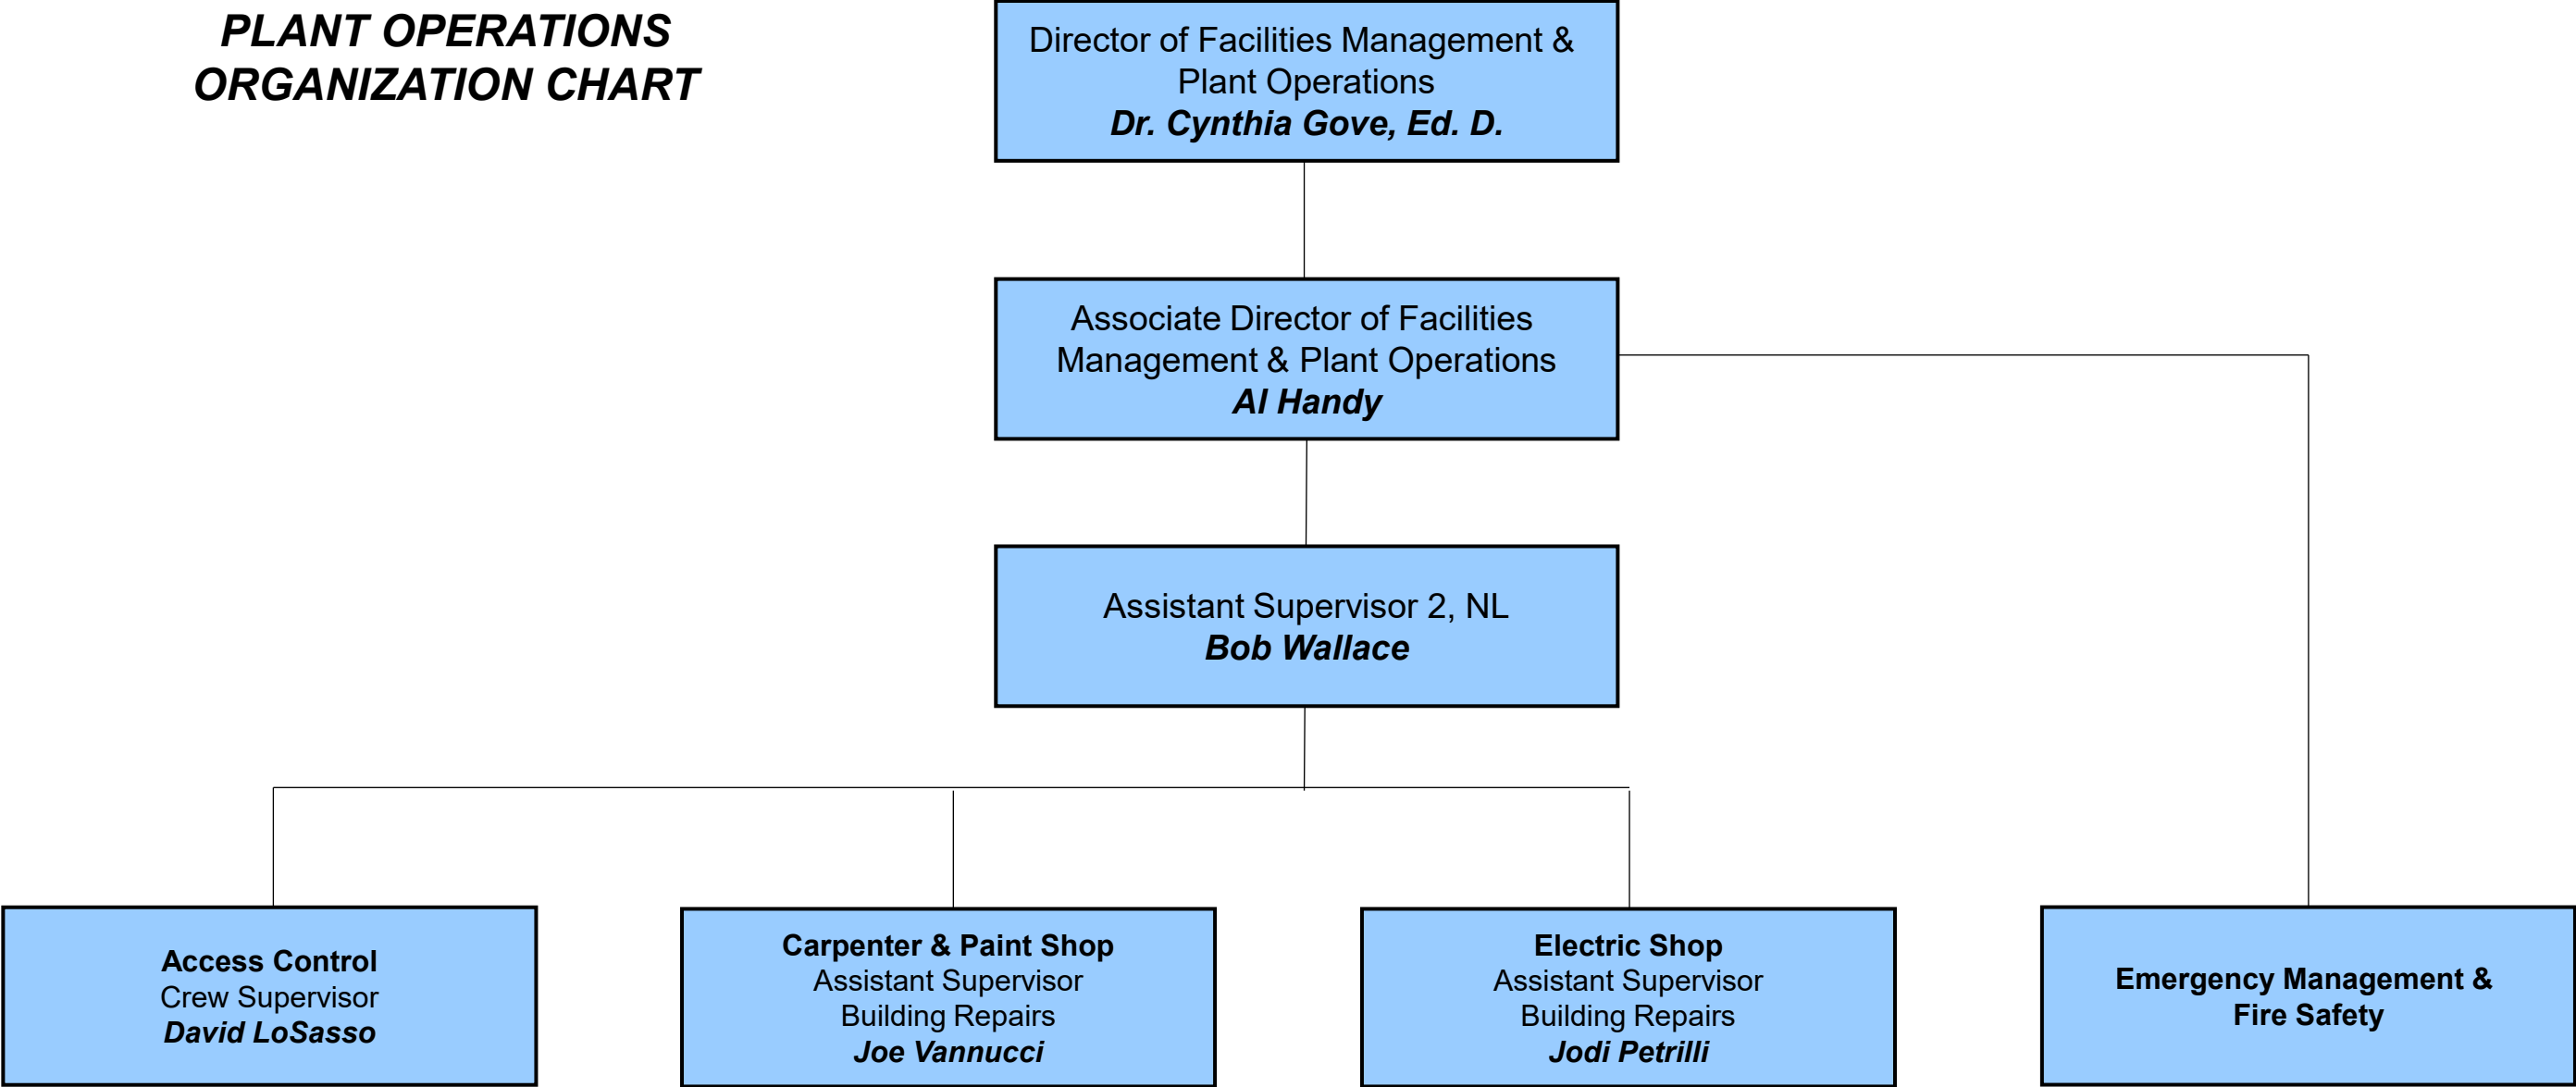 PLANT OPERATIONS
ORGANIZATION CHART
Director of Facilities Management &
Plant Operations
Dr. Cynthia Gove, Ed. D.
Associate Director of Facilities
Management & Plant Operations
Al Handy
Assistant Supervisor 2, NL
Bob Wallace
Access Control
Crew Supervisor
David LoSasso
Carpenter & Paint Shop
Assistant Supervisor
Building Repairs
Joe Vannucci
Electric Shop
Assistant Supervisor
Building Repairs
Jodi Petrilli
Emergency Management &
Fire Safety